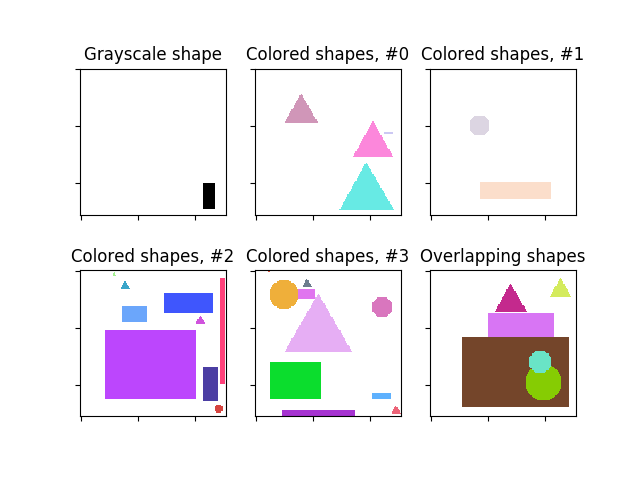 Grayscale shape
Colored shapes, #0
Colored shapes, #1
Colored shapes, #2
Colored shapes, #3
Overlapping shapes